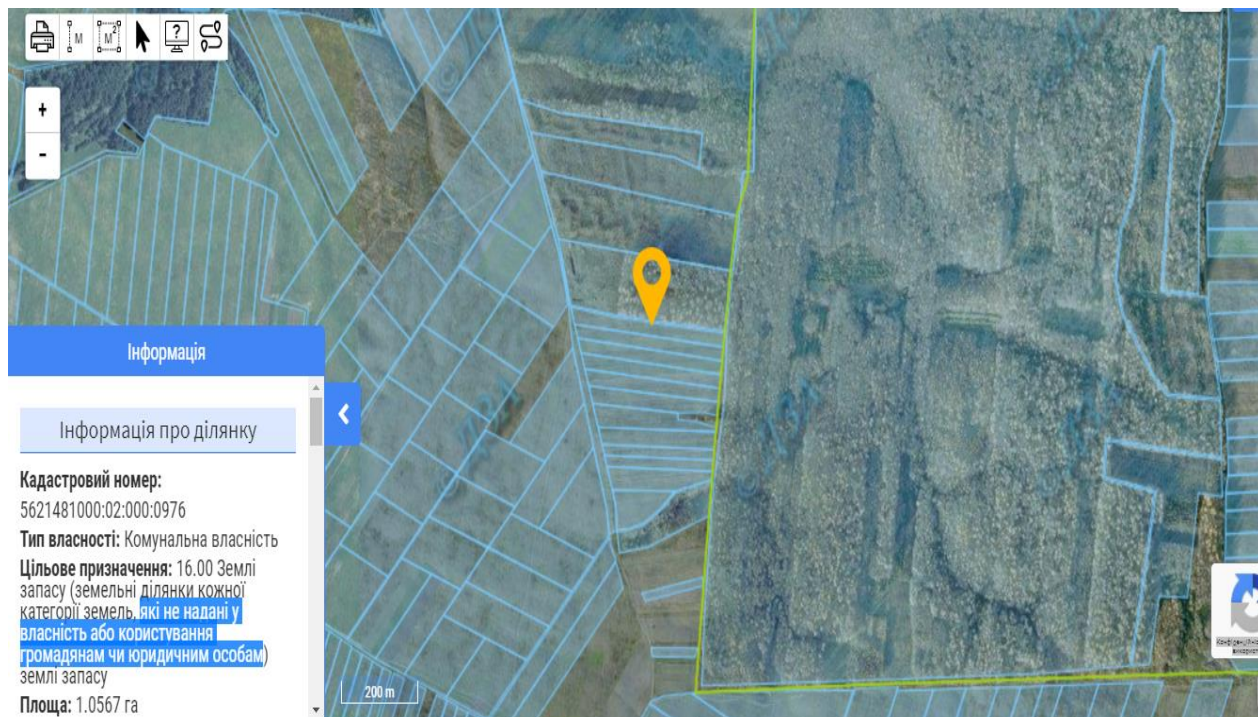 M
M²
?
+
-
Інформація
Інформація про ділянку
Кадастровий номер:
5621481000:02:000:0976
Тип власності: Комунальна власність
Цільове призначення: 16.00 Землі
запасу (земельні ділянки кожної
категорії земель, які не надані у
власність або користування
громадянам чи юридичним особам)
землі запасу
Площа: 1.0567 га
200 m